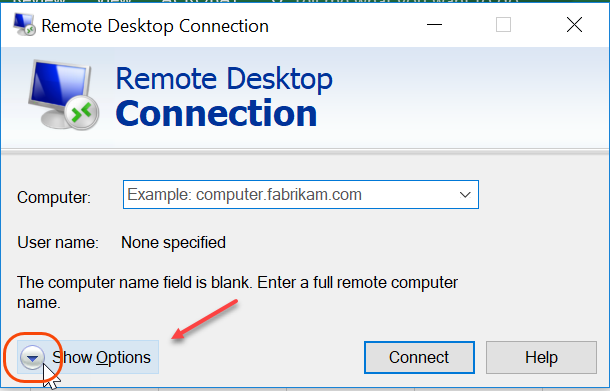 Remote Desktop Connection
Remote Desktop
Connection
Computer:
Example: computer.fabrikam.com
User name:
None specified
The computer name field is blank. Enter a full remote computer
name.
Show Options
Connect
Help